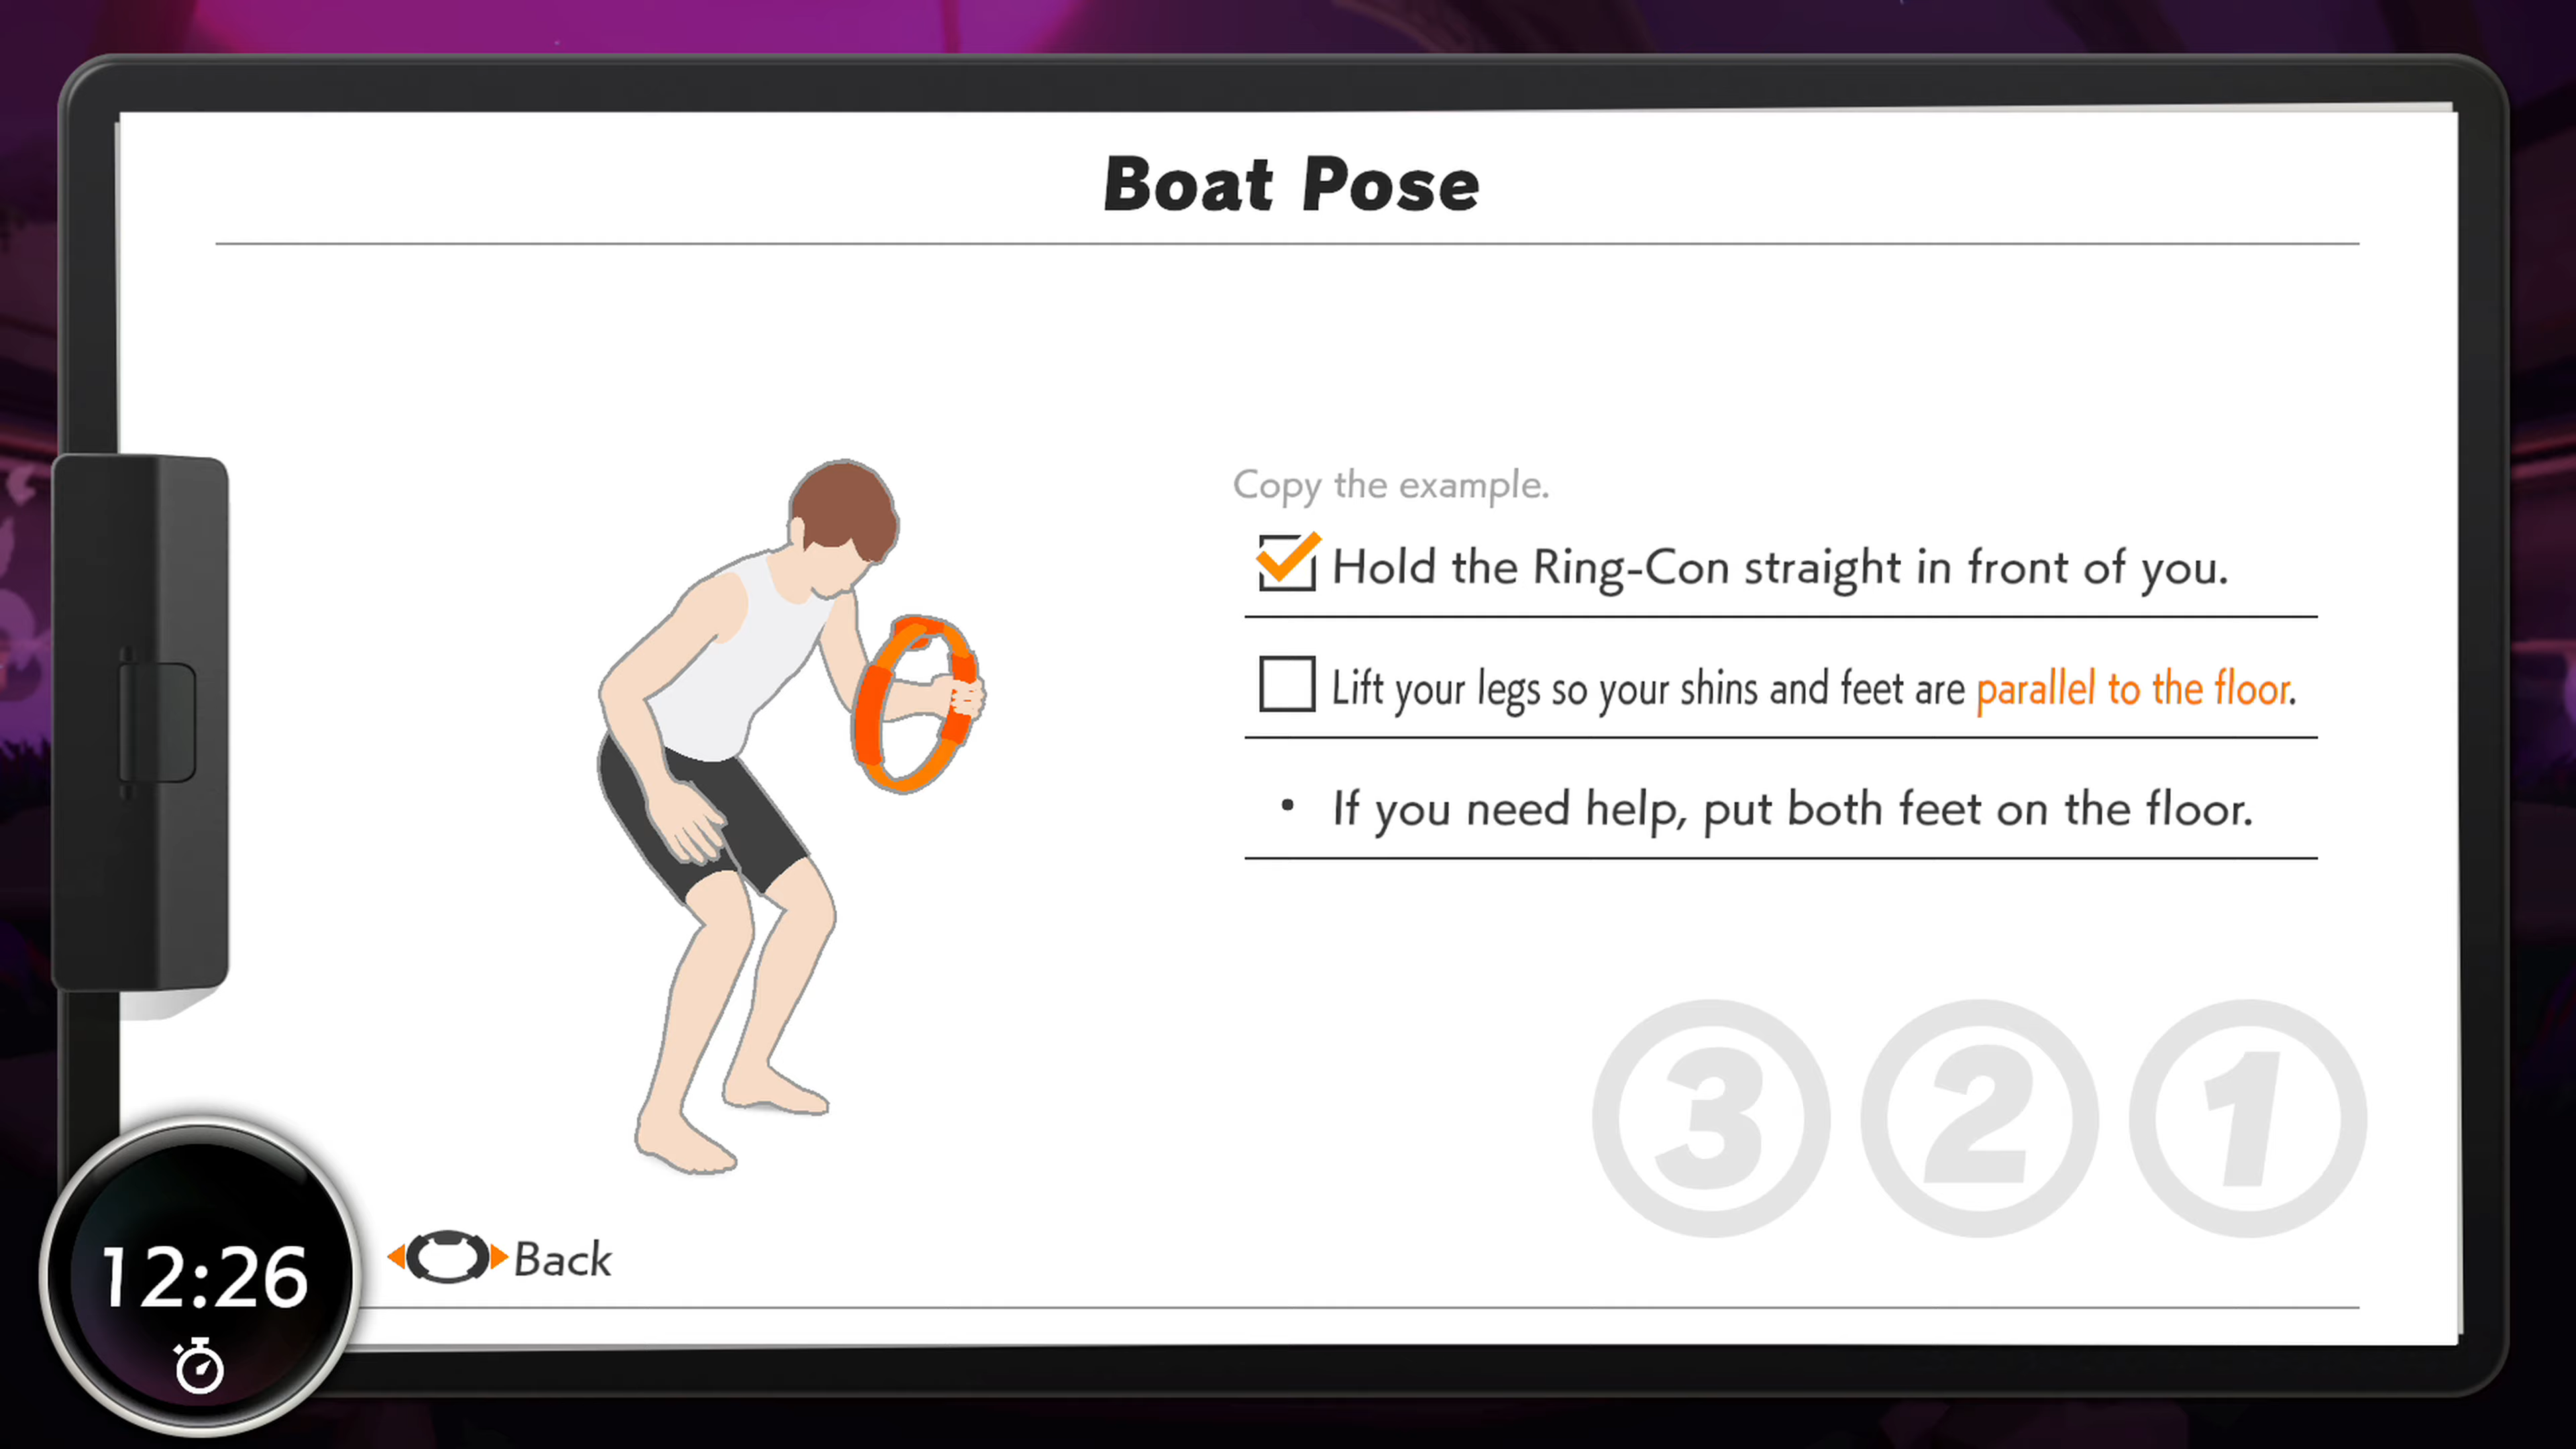 Boat Pose
Copy the example.
Hold the Ring-Con straight in front of you.
Lift your legs so your shins and feet are parallel to the floor.
• If you need help, put both feet on the floor.
3 2 1
Back
12:26